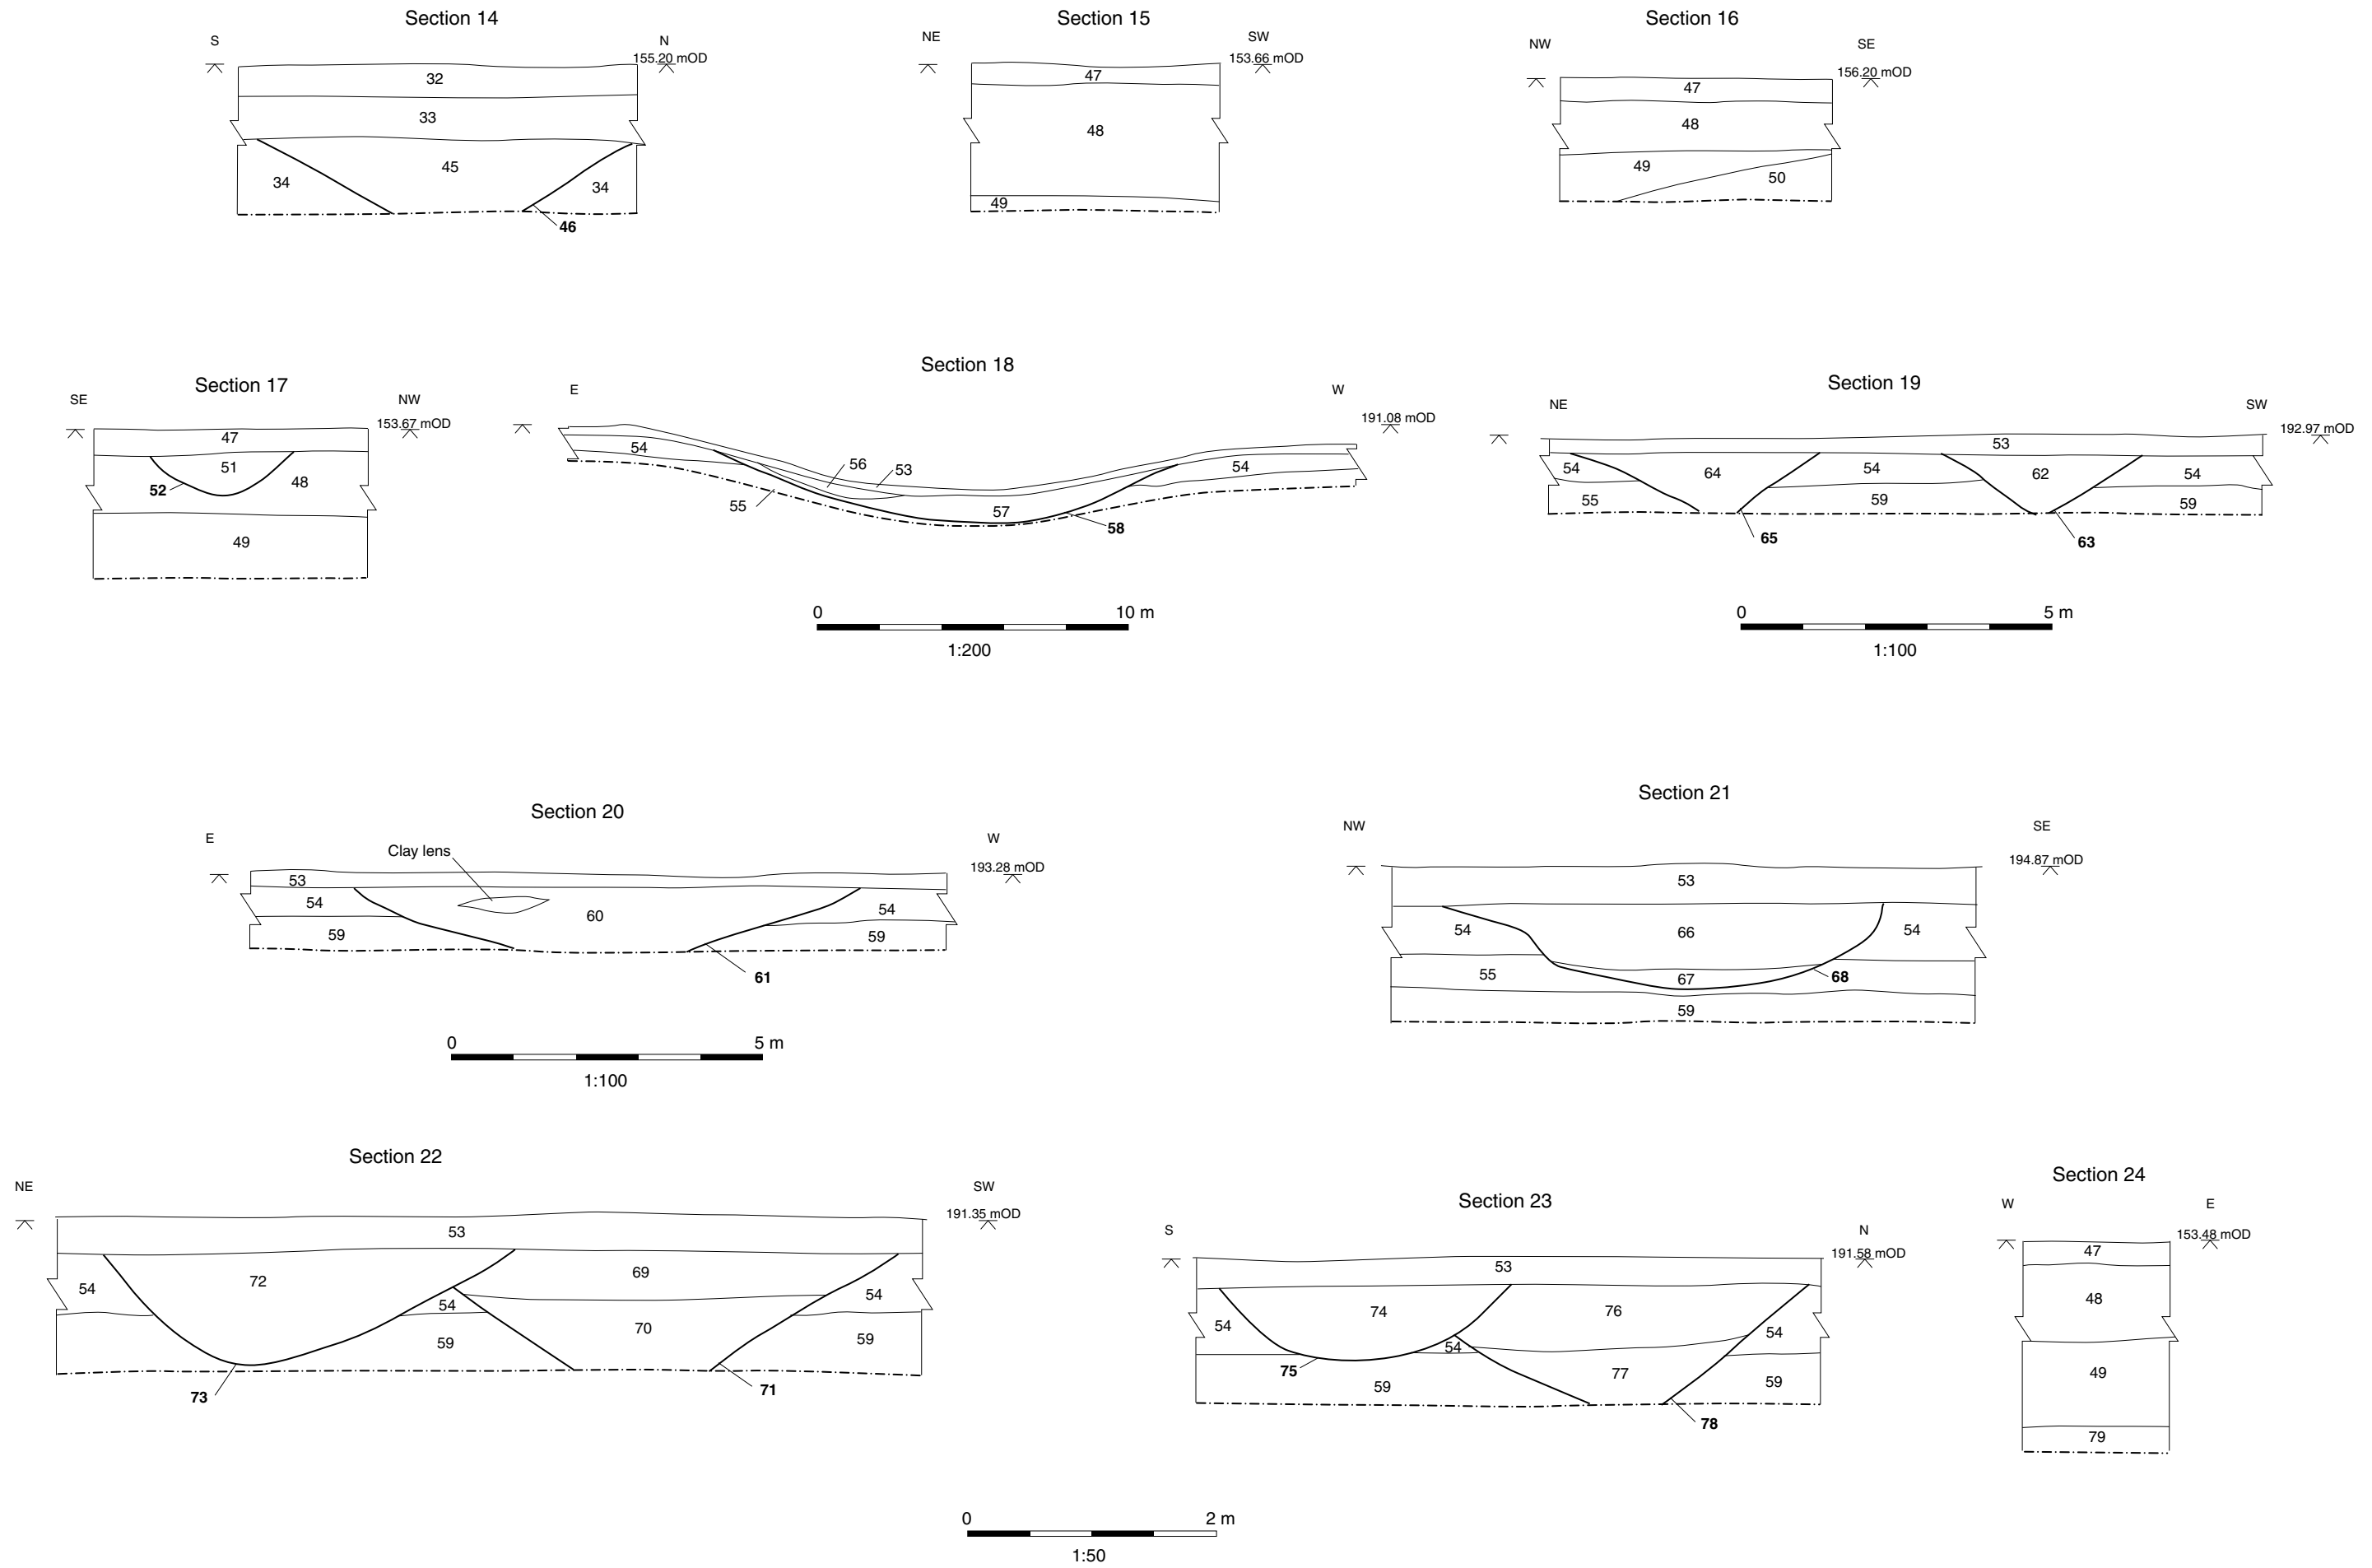 Section 14
S
N
155.20 mOD
32
33
45
34
34
46
Section 15
NE
SW
153.66 mOD
47
48
49
Section 16
NW
SE
156.20 mOD
47
48
49
50
Section 17
SE
NW
153.67 mOD
47
51
52
48
49
Section 18
E
W
191.08 mOD
54
56
53
54
55
57
58
0
10 m
1:200
Section 19
NE
SW
192.97 mOD
53
54
64
54
62
54
55
59
59
65
63
0
5 m
1:100
Section 20
E
W
Clay lens
193.28 mOD
53
54
60
54
59
59
61
0
5 m
1:100
Section 21
NW
SE
194.87 mOD
53
54
66
54
55
67
68
59
Section 22
NE
SW
191.35 mOD
53
72
69
54
54
54
70
59
59
73
71
Section 23
S
N
191.58 mOD
53
74
76
54
54
54
75
77
59
59
78
Section 24
W
E
153.48 mOD
47
48
49
79
0
2 m
1:50